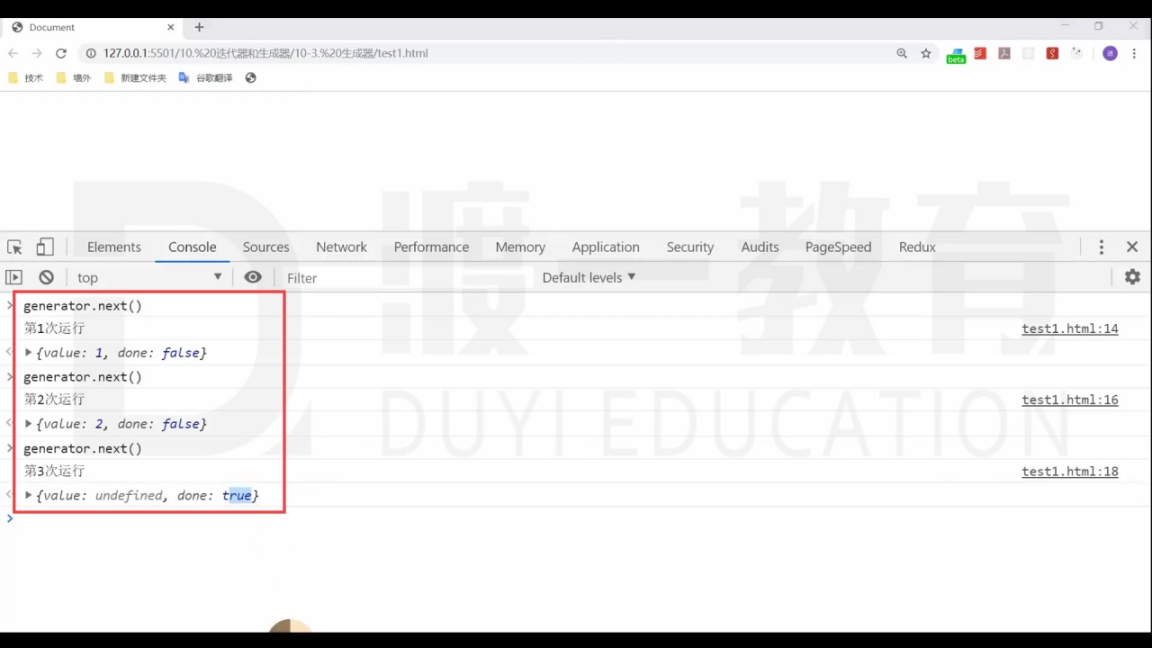 Document
127.0.0.1:5501/10.%20迭代器和生成器/10-3.%20生成器/test1.html
beta
技术 墙外 新建文件夹 谷歌翻译
渡一教育
DUYI EDUCATION
Elements Console Sources Network Performance Memory Application Security Audits PageSpeed Redux
top Filter Default levels
generator.next()
第1次运行 test1.html:14
{value: 1, done: false}
generator.next()
第2次运行 test1.html:16
{value: 2, done: false}
generator.next()
第3次运行 test1.html:18
{value: undefined, done: true}